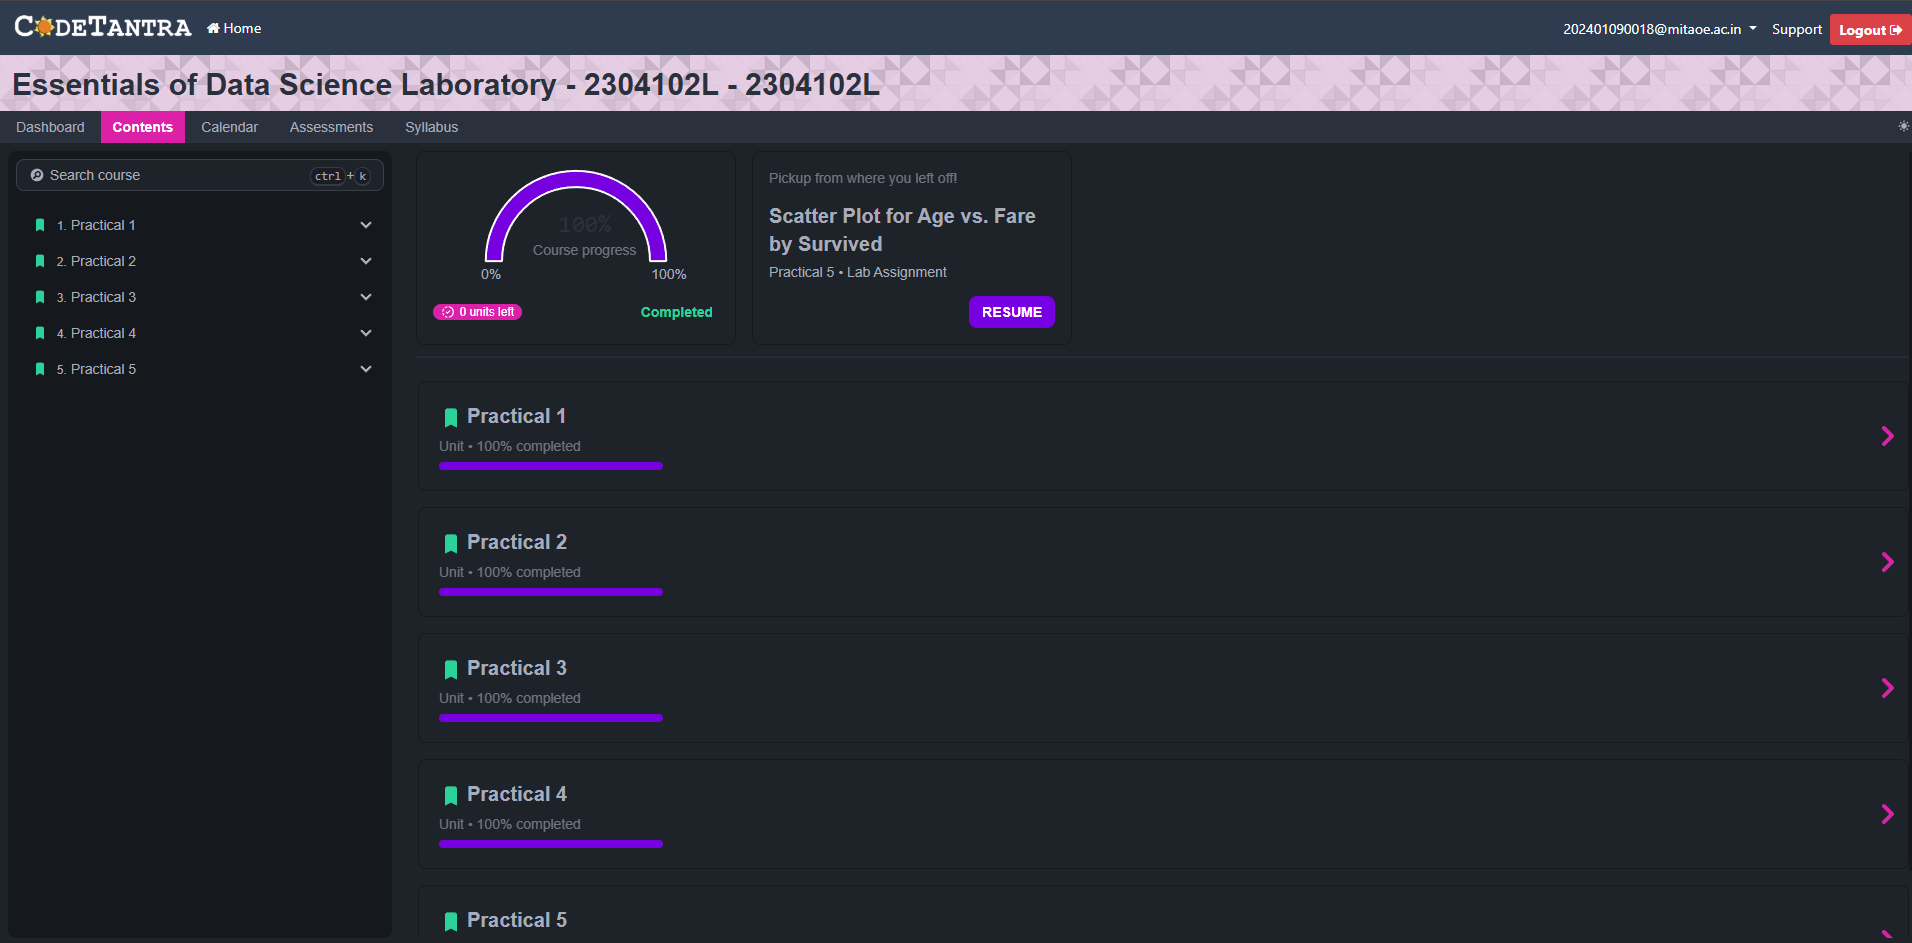 CODETANTRA Home 202401090018@mitaoe.ac.in Support Logout
Essentials of Data Science Laboratory - 2304102L - 2304102L
Dashboard Contents Calendar Assessments Syllabus
Search course ctrl + k
1. Practical 1
2. Practical 2
3. Practical 3
4. Practical 4
5. Practical 5
100%
Course progress
0% 100%
0 units left Completed
Pickup from where you left off!
Scatter Plot for Age vs. Fare
by Survived
Practical 5 • Lab Assignment
RESUME
Practical 1
Unit • 100% completed
Practical 2
Unit • 100% completed
Practical 3
Unit • 100% completed
Practical 4
Unit • 100% completed
Practical 5